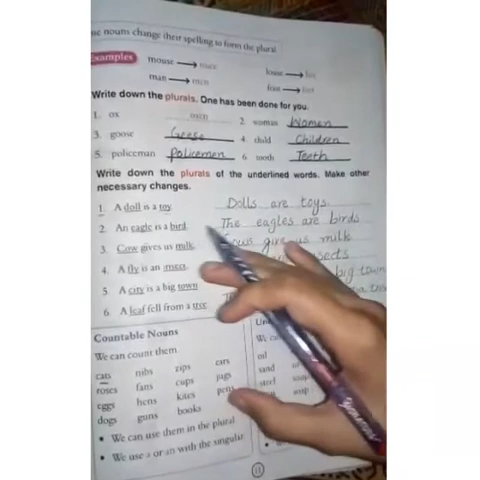 nouns change their spelling to form the plural
Examples
mouse → mice
louse → lice
man → men
foot → feet
Write down the plurals. One has been done for you.
1. ox oxen 2. woman Women
3. goose Geese 4. child Children
5. policeman Policemen 6. tooth Teeth
Write down the plurals of the underlined words. Make other
necessary changes.
1. A doll is a toy. Dolls are toys.
2. An eagle is a bird. The eagles are birds
3. Cow gives us milk. give us milk
4. A fly is an insect.
5. A city is a big town big town
6. A leaf fell from a tree
Countable Nouns
We can count them
cats nibs zips cars
roses fans cups jugs
eggs hens kites pens
dogs guns books
• We can use them in the plural
• We use a or an with the singular
We
oil
sand
steel soap
soup
11